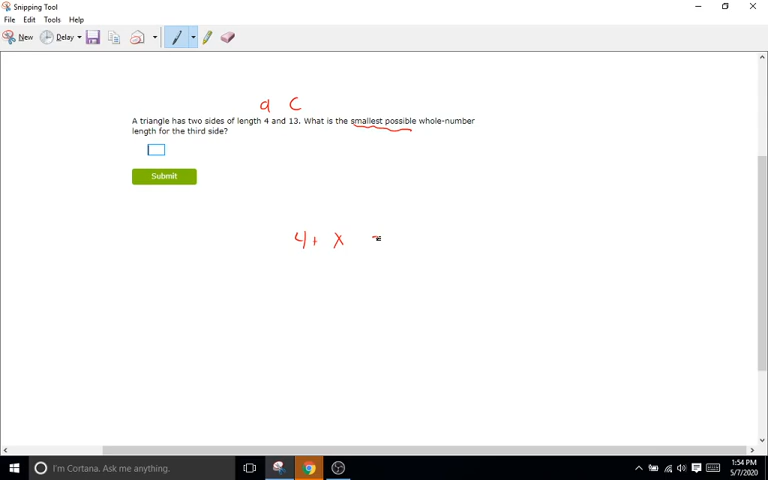 Snipping Tool
File Edit Tools Help
New Delay
a C
A triangle has two sides of length 4 and 13. What is the smallest possible whole-number
length for the third side?
Submit
4 + x
I'm Cortana. Ask me anything.
1:54 PM
5/7/2020